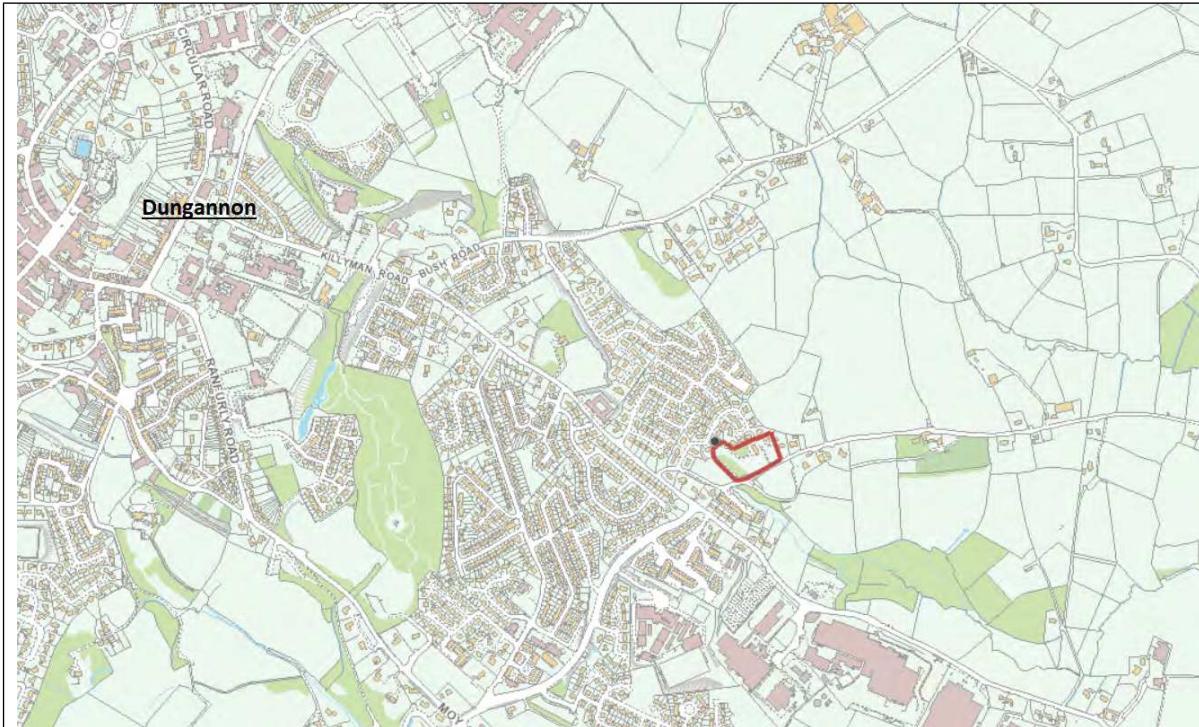 CIRCULAR ROAD
Dungannon
KILLYMAN ROAD
BUSH ROAD
RANFURLY ROAD
MOY